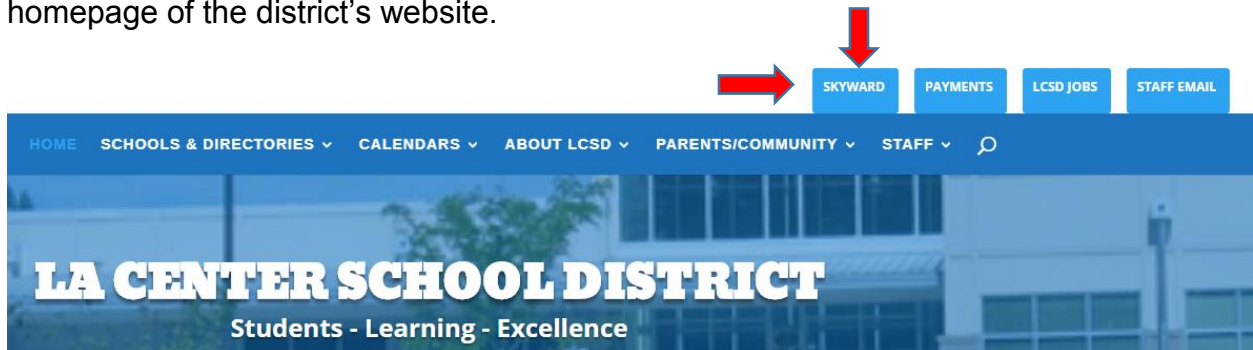 homepage of the district’s website.
SKYWARD PAYMENTS LCSD JOBS STAFF EMAIL
HOME SCHOOLS & DIRECTORIES CALENDARS ABOUT LCSD PARENTS/COMMUNITY STAFF
LA CENTER SCHOOL DISTRICT
Students - Learning - Excellence